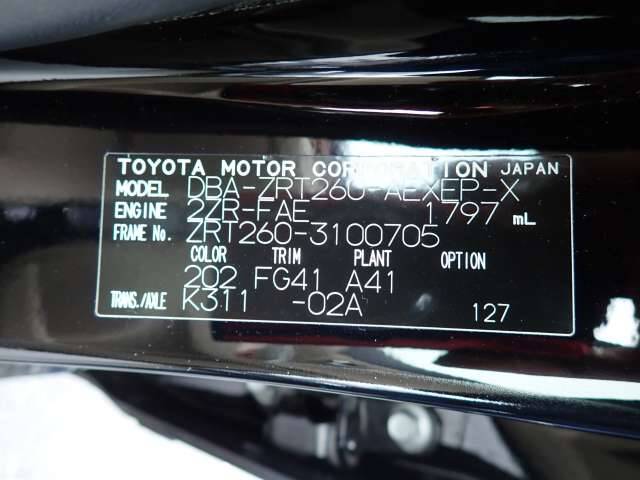 TOYOTA MOTOR CORPORATION JAPAN
MODEL DBA-ZRT260-AEXEP-X
ENGINE 2ZR-FAE 1797 mL
FRAME No. ZRT260-3100705
COLOR TRIM PLANT OPTION
202 FG41 A41
TRANS./AXLE K311 -02A 127